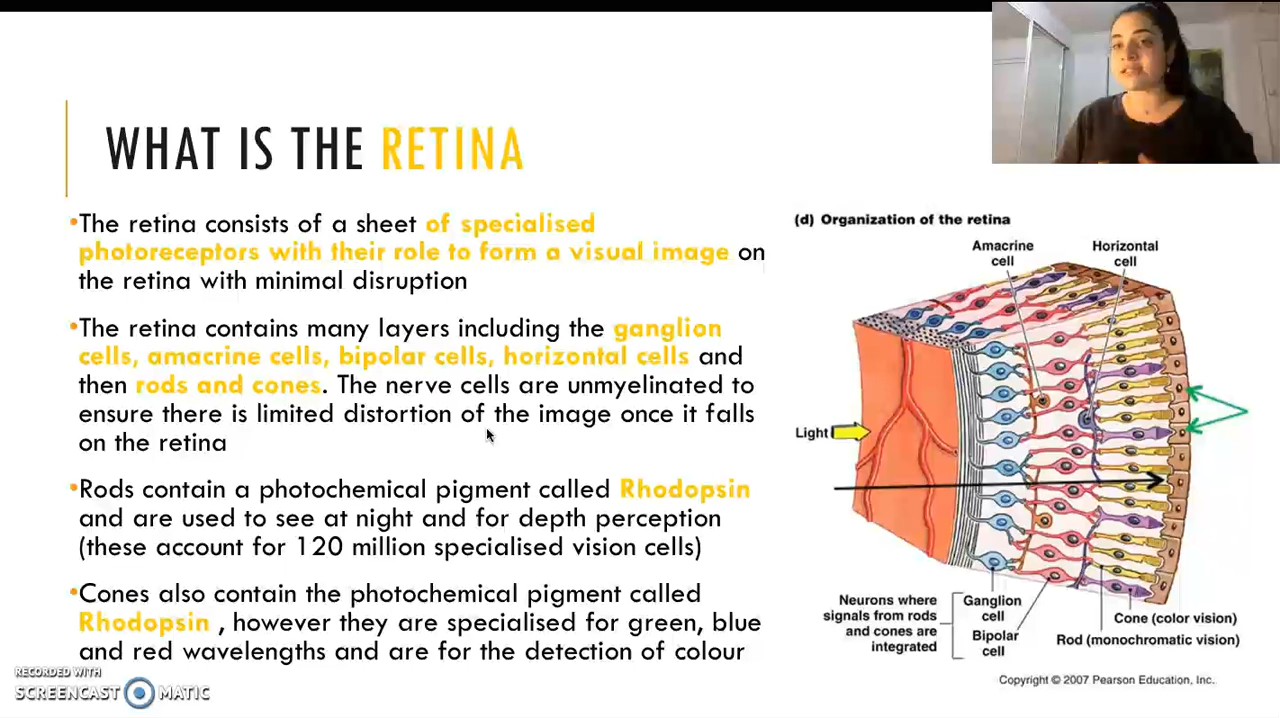 WHAT IS THE RETINA
•The retina consists of a sheet of specialised
photoreceptors with their role to form a visual image on
the retina with minimal disruption
•The retina contains many layers including the ganglion
cells, amacrine cells, bipolar cells, horizontal cells and
then rods and cones. The nerve cells are unmyelinated to
ensure there is limited distortion of the image once it falls
on the retina
•Rods contain a photochemical pigment called Rhodopsin
and are used to see at night and for depth perception
(these account for 120 million specialised vision cells)
•Cones also contain the photochemical pigment called
Rhodopsin , however they are specialised for green, blue
and red wavelengths and are for the detection of colour
(d) Organization of the retina
Amacrine
cell
Horizontal
cell
Light
Neurons where
signals from rods
and cones are
integrated
Ganglion
cell
Bipolar
cell
Cone (color vision)
Rod (monochromatic vision)
Copyright © 2007 Pearson Education, Inc.
RECORDED WITH
SCREENCAST MATIC